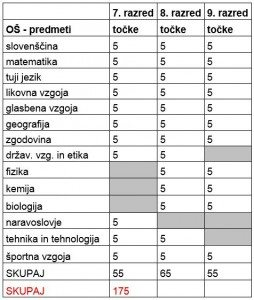 7. razred 8. razred 9. razred
OŠ - predmeti točke točke točke
slovenščina 5 5 5
matematika 5 5 5
tuji jezik 5 5 5
likovna vzgoja 5 5 5
glasbena vzgoja 5 5 5
geografija 5 5 5
zgodovina 5 5 5
držav. vzg. in etika 5 5
fizika 5 5
kemija 5 5
biologija 5 5
naravoslovje 5
tehnika in tehnologija 5 5
športna vzgoja 5 5 5
SKUPAJ 55 65 55
SKUPAJ 175